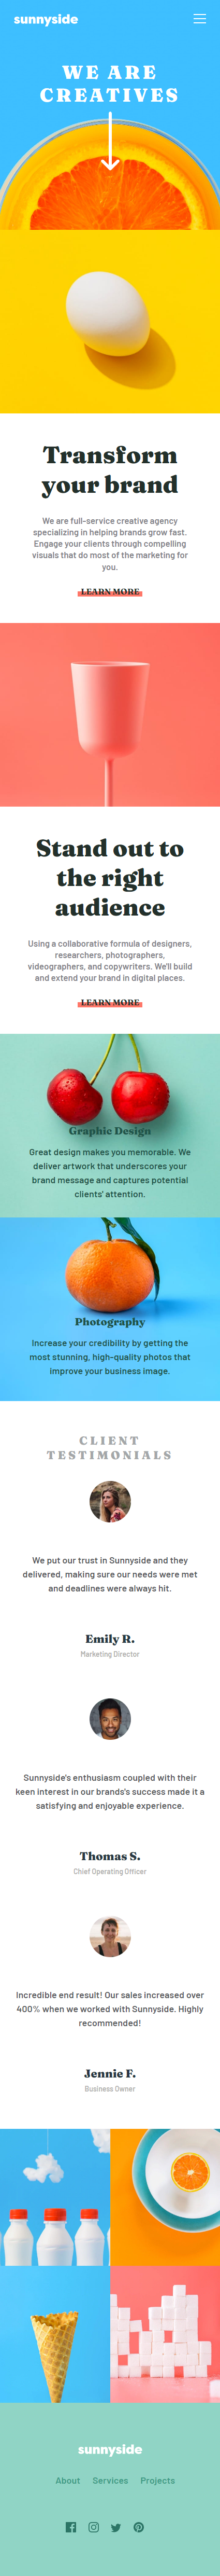 sunnyside
WE ARE
CREATIVES
Transform
your brand
We are full-service creative agency
specializing in helping brands grow fast.
Engage your clients through compelling
visuals that do most of the marketing for
you.
LEARN MORE
Stand out to
the right
audience
Using a collaborative formula of designers,
researchers, photographers,
videographers, and copywriters. We'll build
and extend your brand in digital places.
LEARN MORE
Graphic Design
Great design makes you memorable. We
deliver artwork that underscores your
brand message and captures potential
clients' attention.
Photography
Increase your credibility by getting the
most stunning, high-quality photos that
improve your business image.
CLIENT
TESTIMONIALS
We put our trust in Sunnyside and they
delivered, making sure our needs were met
and deadlines were always hit.
Emily R.
Marketing Director
Sunnyside's enthusiasm coupled with their
keen interest in our brands's success made it a
satisfying and enjoyable experience.
Thomas S.
Chief Operating Officer
Incredible end result! Our sales increased over
400% when we worked with Sunnyside. Highly
recommended!
Jennie F.
Business Owner
sunnyside
About Services Projects